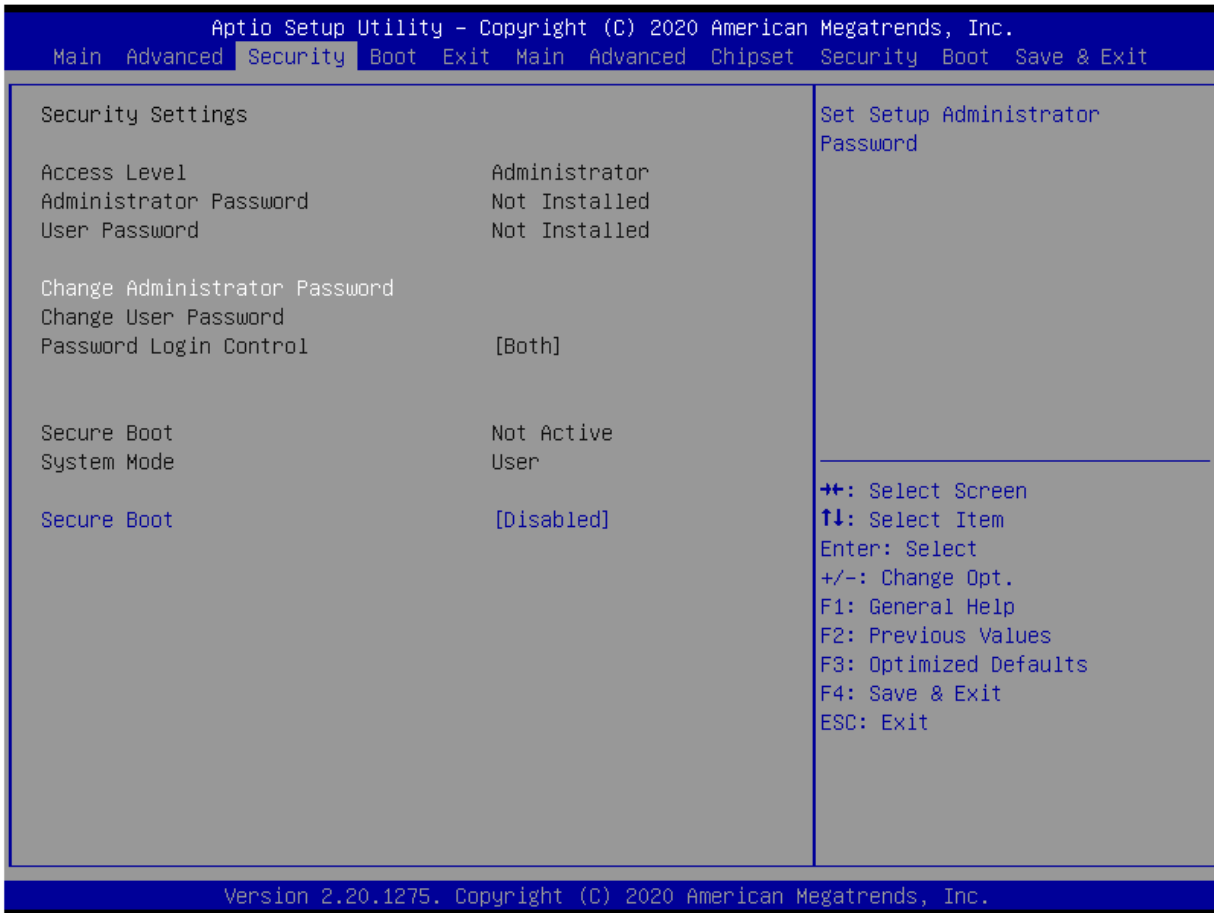 Aptio Setup Utility – Copyright (C) 2020 American Megatrends, Inc.
Main Advanced Security Boot Exit Main Advanced Chipset Security Boot Save & Exit
Security Settings
Access Level Administrator
Administrator Password Not Installed
User Password Not Installed
Change Administrator Password
Change User Password
Password Login Control [Both]
Secure Boot Not Active
System Mode User
Secure Boot [Disabled]
Set Setup Administrator
Password
→←: Select Screen
↑↓: Select Item
Enter: Select
+/-: Change Opt.
F1: General Help
F2: Previous Values
F3: Optimized Defaults
F4: Save & Exit
ESC: Exit
Version 2.20.1275. Copyright (C) 2020 American Megatrends, Inc.